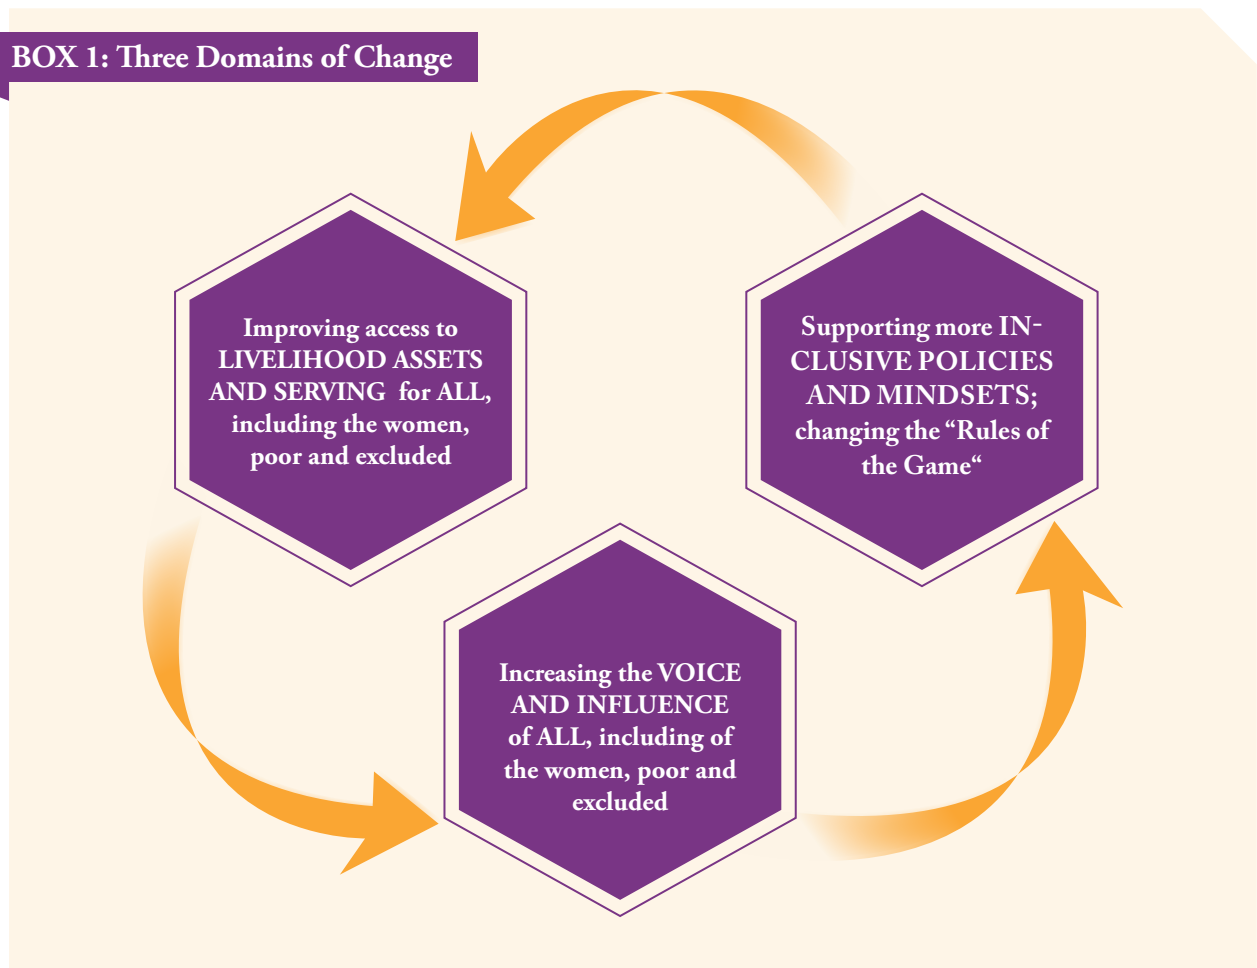 BOX 1: Three Domains of Change
Improving access to
LIVELIHOOD ASSETS
AND SERVING for ALL,
including the women,
poor and excluded
Supporting more IN-
CLUSIVE POLICIES
AND MINDSETS;
changing the “Rules of
the Game“
Increasing the VOICE
AND INFLUENCE
of ALL, including of
the women, poor and
excluded